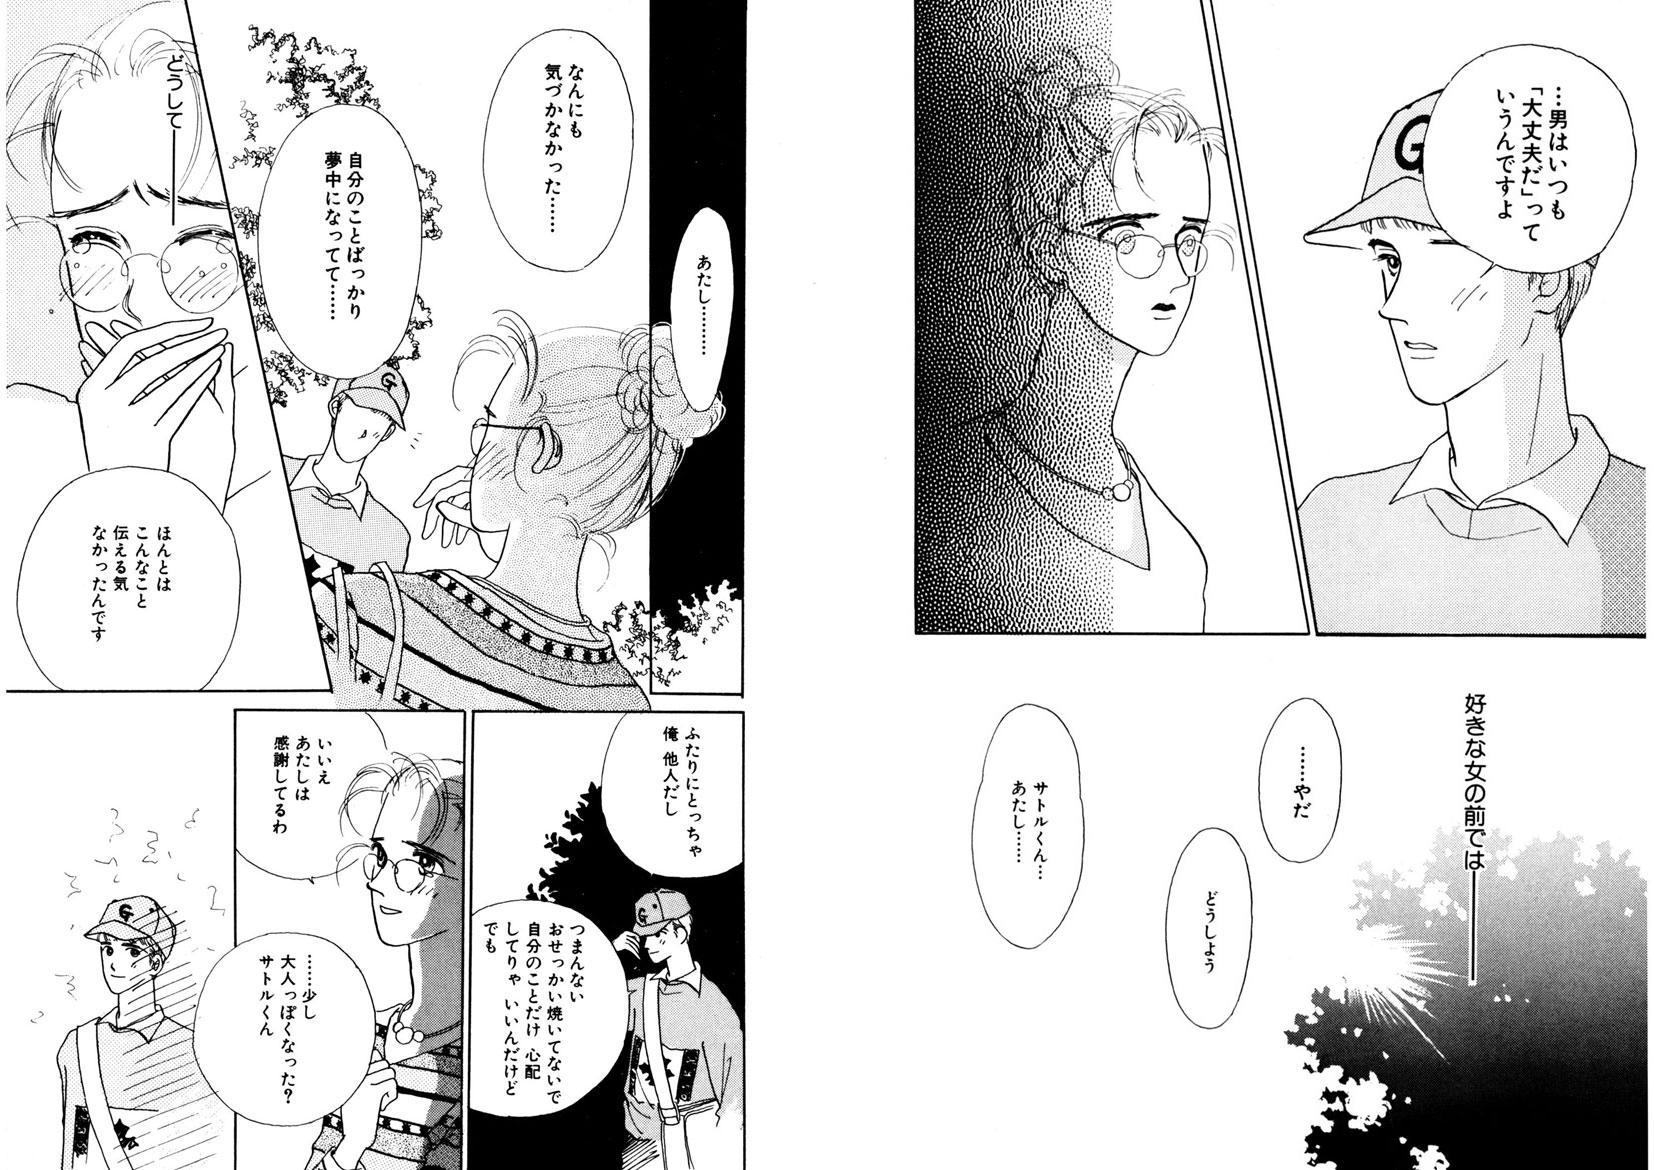 …男はいつも
「大丈夫だ」って
いうんですよ
G
好きな女の前では──
………やだ
どうしよう
サトルくん…
あたし……
あたし………
なんにも
気づかなかった……
自分のことばっかり
夢中になってて……
G
どうして──
ほんとは
こんなこと
伝える気
なかったんです
ふたりにとっちゃ
俺 他人だし
つまんない
おせっかい焼いてないで
自分のことだけ 心配
してりゃ いいんだけど
でも
G
いいえ
あたしは
感謝してるわ
……少し
大人っぽくなった?
サトルくん
G